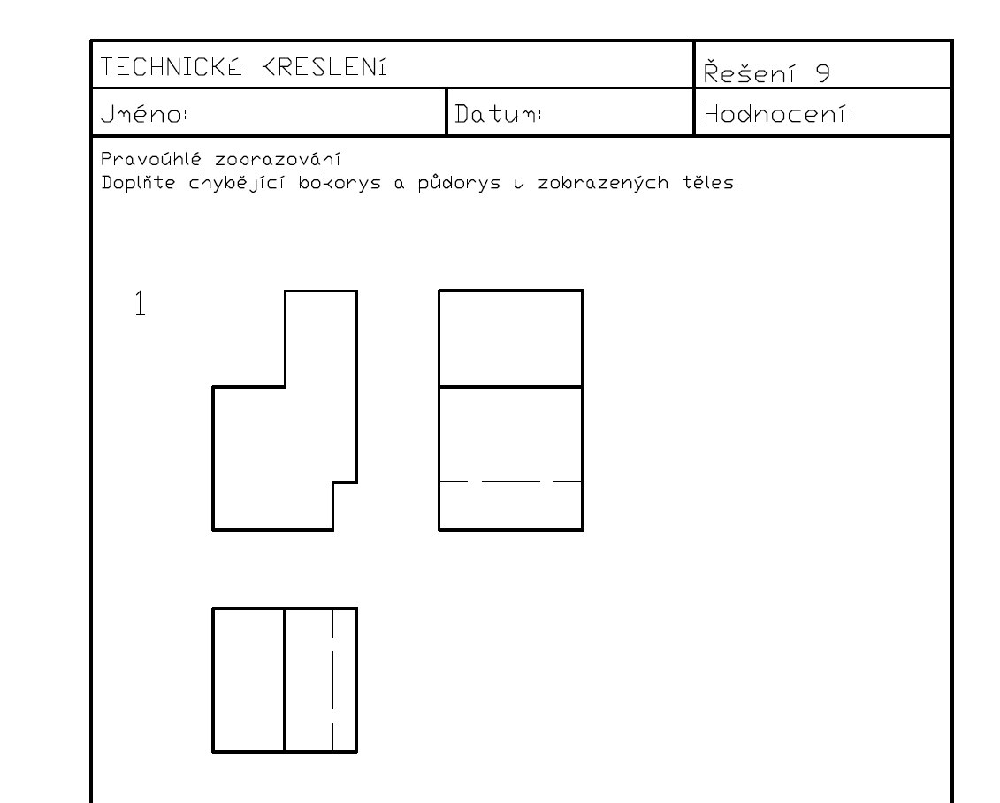 TECHNICKÉ KRESLENÍ
Řešení 9
Jméno:
Datum:
Hodnocení:
Pravoúhlé zobrazování
Doplňte chybějící bokorys a půdorys u zobrazených těles.
1